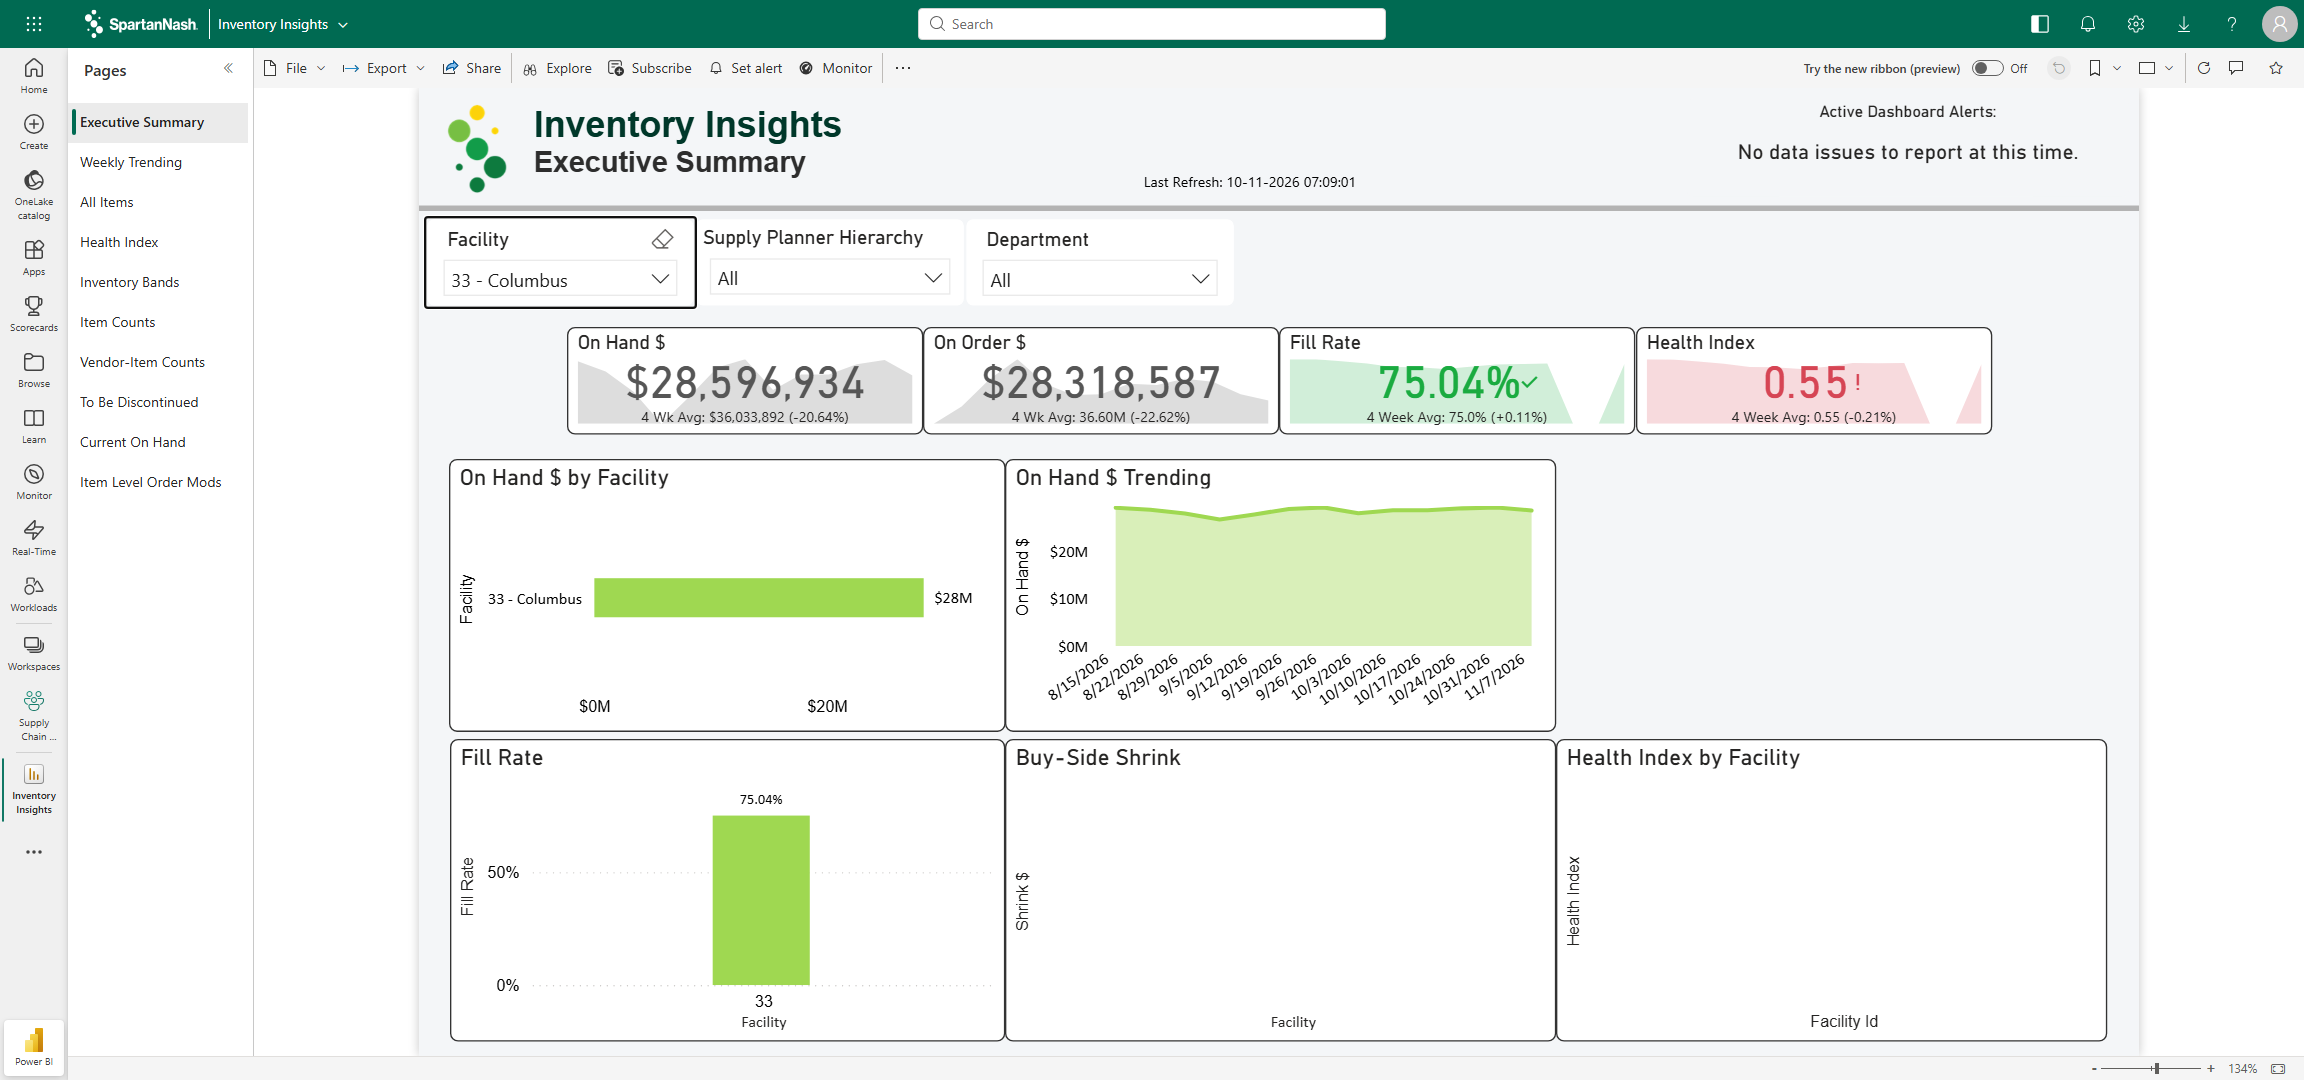 SpartanNash
Inventory Insights
Search
Home
Create
OneLake
catalog
Apps
Scorecards
Browse
Learn
Monitor
Real-Time
Workloads
Workspaces
Supply
Chain ...
Inventory
Insights
Power BI
Pages
Executive Summary
Weekly Trending
All Items
Health Index
Inventory Bands
Item Counts
Vendor-Item Counts
To Be Discontinued
Current On Hand
Item Level Order Mods
File
Export
Share
Explore
Subscribe
Set alert
Monitor
Try the new ribbon (preview)
Off
Inventory Insights
Executive Summary
Last Refresh: 10-11-2026 07:09:01
Active Dashboard Alerts:
No data issues to report at this time.
Facility
33 - Columbus
Supply Planner Hierarchy
All
Department
All
On Hand $
$28,596,934
4 Wk Avg: $36,033,892 (-20.64%)
On Order $
$28,318,587
4 Wk Avg: 36.60M (-22.62%)
Fill Rate
75.04%
4 Week Avg: 75.0% (+0.11%)
Health Index
0.55 !
4 Week Avg: 0.55 (-0.21%)
On Hand $ by Facility
Facility
33 - Columbus
$28M
$0M
$20M
On Hand $ Trending
On Hand $
$20M
$10M
$0M
8/15/2026
8/22/2026
8/29/2026
9/5/2026
9/12/2026
9/19/2026
9/26/2026
10/3/2026
10/10/2026
10/17/2026
10/24/2026
10/31/2026
11/7/2026
Fill Rate
75.04%
Fill Rate
50%
0%
33
Facility
Buy-Side Shrink
Shrink $
Facility
Health Index by Facility
Health Index
Facility Id
- + 134%